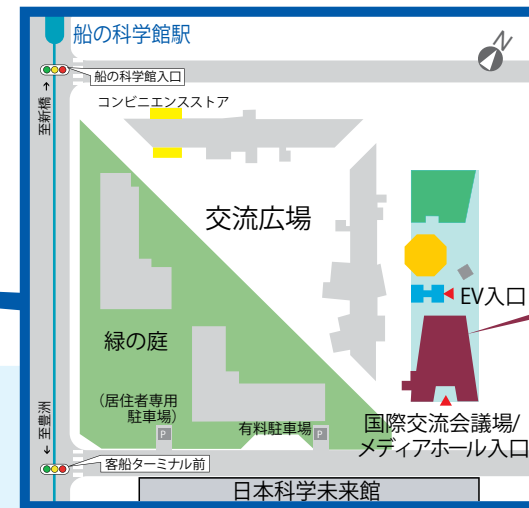 船の科学館駅
N
船の科学館入口
コンビニエンスストア
至新橋 →
交流広場
EV入口
緑の庭
(居住者専用
駐車場)
P
有料駐車場
P
国際交流会議場/
メディアホール入口
← 至豊洲
客船ターミナル前
日本科学未来館